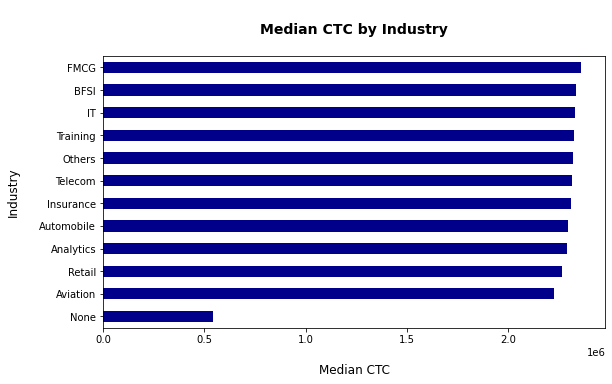 Median CTC by Industry
FMCG
BFSI
IT
Training
Others
Telecom
Insurance
Automobile
Analytics
Retail
Aviation
None
Industry
0.0 0.5 1.0 1.5 2.0
1e6
Median CTC